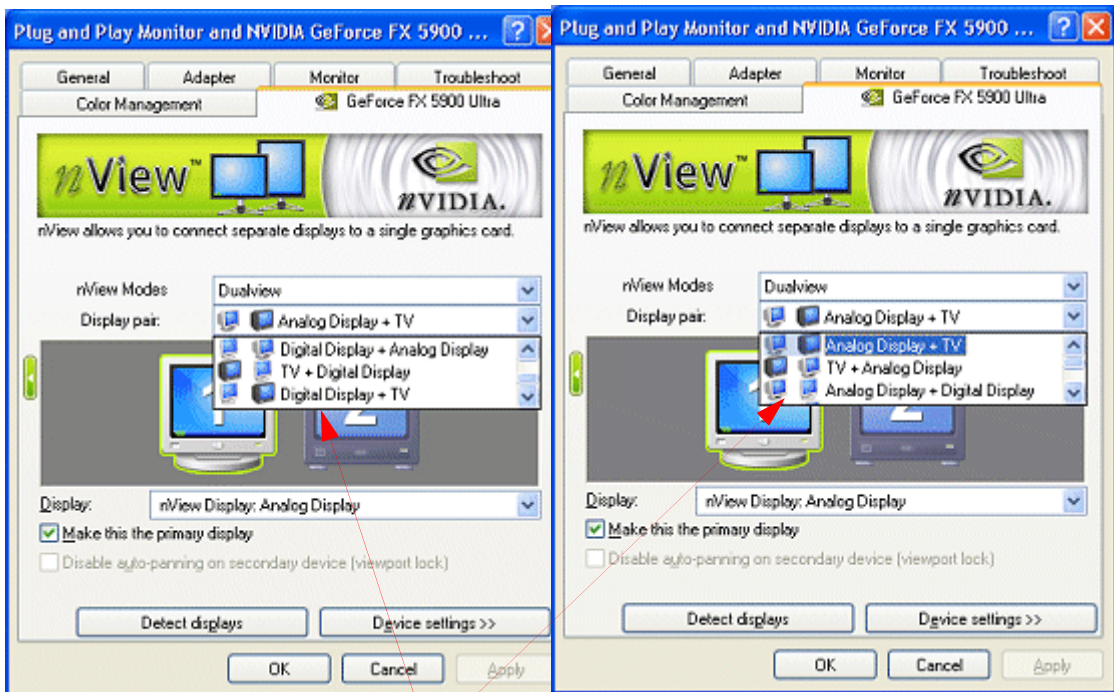 Plug and Play Monitor and NVIDIA GeForce FX 5900 ...
General Adapter Monitor Troubleshoot
Color Management GeForce FX 5900 Ultra
nView™
nVIDIA.
nView allows you to connect separate displays to a single graphics card.
nView Modes Dualview
Display pair: Analog Display + TV
Digital Display + Analog Display
TV + Digital Display
Digital Display + TV
1 2
Display: nView Display: Analog Display
Make this the primary display
Disable auto-panning on secondary device (viewport lock)
Detect displays Device settings >>
OK Cancel Apply
Plug and Play Monitor and NVIDIA GeForce FX 5900 ...
General Adapter Monitor Troubleshoot
Color Management GeForce FX 5900 Ultra
nView™
nVIDIA.
nView allows you to connect separate displays to a single graphics card.
nView Modes Dualview
Display pair: Analog Display + TV
Analog Display + TV
TV + Analog Display
Analog Display + Digital Display
Display: nView Display: Analog Display
Make this the primary display
Disable auto-panning on secondary device (viewport lock)
Detect displays Device settings >>
OK Cancel Apply